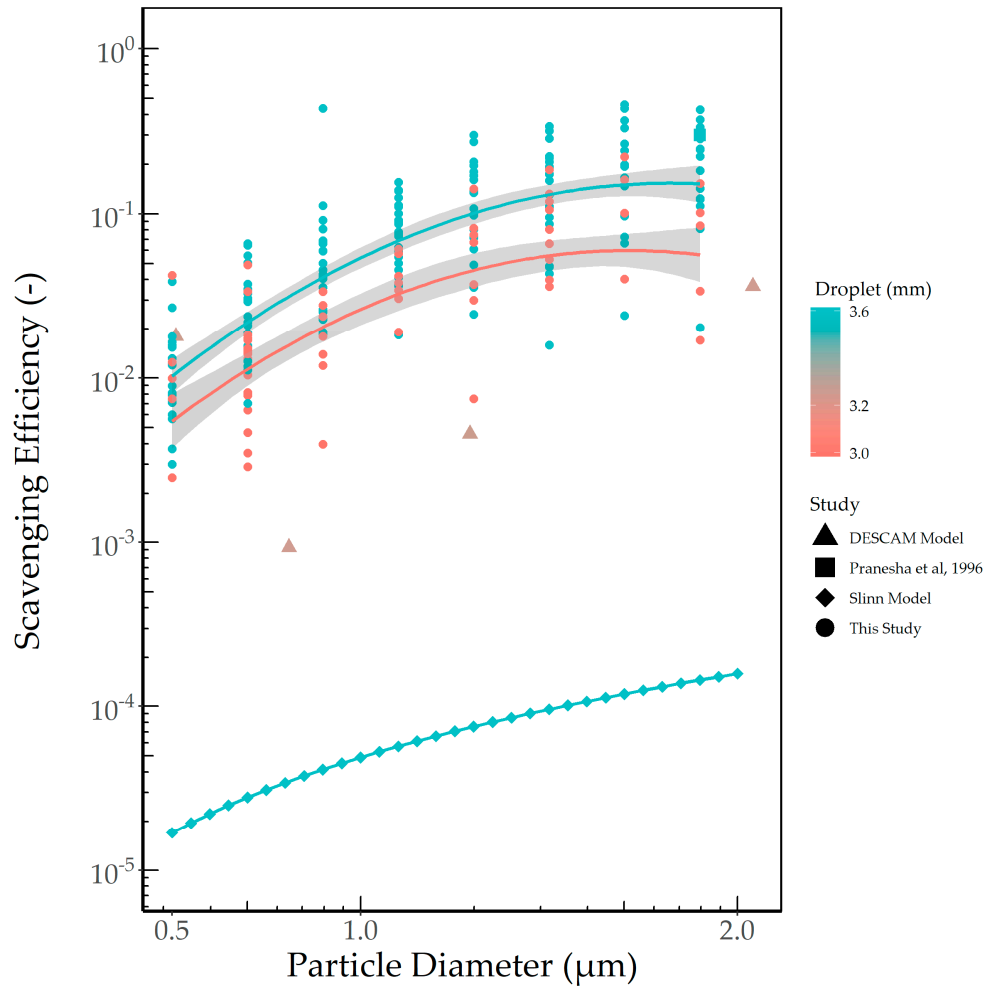 Scavenging Efficiency (-)
10⁰
10⁻¹
10⁻²
10⁻³
10⁻⁴
10⁻⁵
0.5 1.0 2.0
Particle Diameter (μm)
Droplet (mm)
3.6
3.2
3.0
Study
DESCAM Model
Pranesha et al, 1996
Slinn Model
This Study